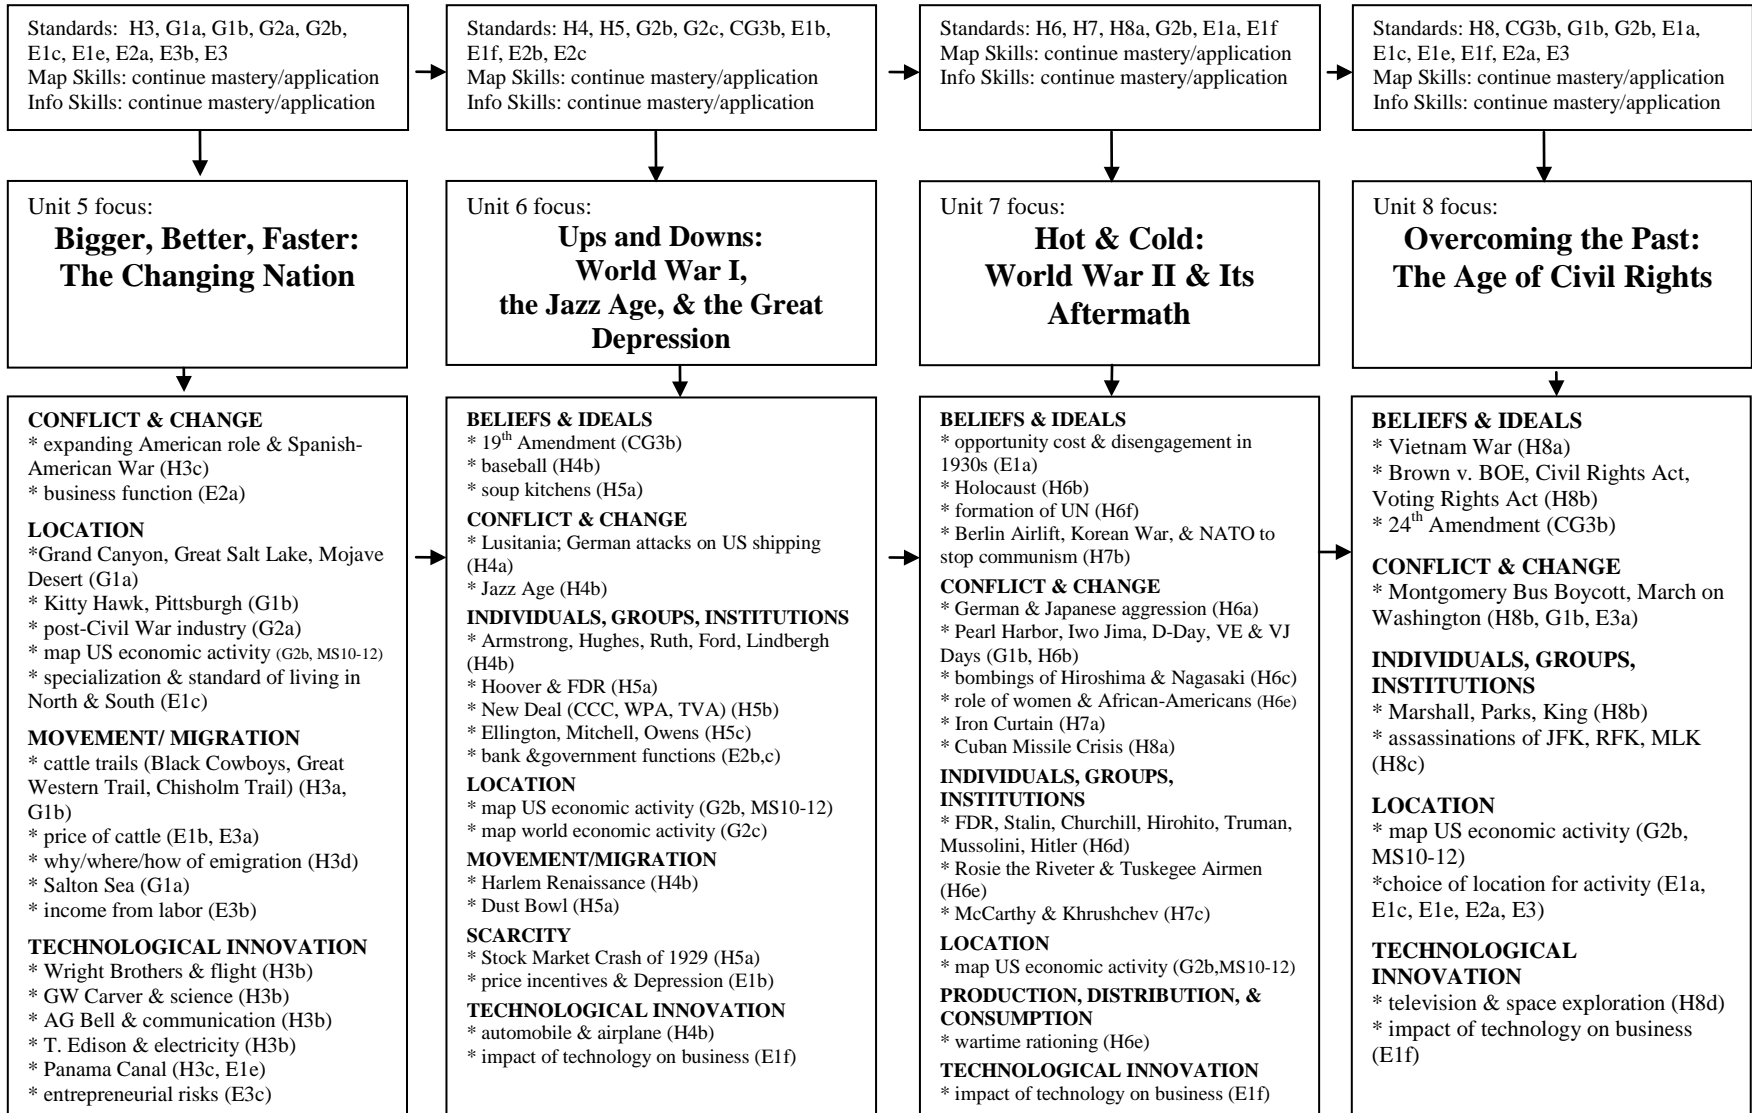 Standards:  H3, G1a, G1b, G2a, G2b,
E1c, E1e, E2a, E3b, E3
Map Skills: continue mastery/application
Info Skills: continue mastery/application
Standards: H4, H5, G2b, G2c, CG3b, E1b,
E1f, E2b, E2c
Map Skills: continue mastery/application
Info Skills: continue mastery/application
Standards: H6, H7, H8a, G2b, E1a, E1f
Map Skills: continue mastery/application
Info Skills: continue mastery/application
Standards: H8, CG3b, G1b, G2b, E1a,
E1c, E1e, E1f, E2a, E3
Map Skills: continue mastery/application
Info Skills: continue mastery/application
Unit 5 focus:
Bigger, Better, Faster:
The Changing Nation
Unit 6 focus:
Ups and Downs:
World War I,
the Jazz Age, & the Great
Depression
Unit 7 focus:
Hot & Cold:
World War II & Its
Aftermath
Unit 8 focus:
Overcoming the Past:
The Age of Civil Rights
CONFLICT & CHANGE
* expanding American role & Spanish-
American War (H3c)
* business function (E2a)
LOCATION
*Grand Canyon, Great Salt Lake, Mojave
Desert (G1a)
* Kitty Hawk, Pittsburgh (G1b)
* post-Civil War industry (G2a)
* map US economic activity (G2b, MS10-12)
* specialization & standard of living in
North & South (E1c)
MOVEMENT/ MIGRATION
* cattle trails (Black Cowboys, Great
Western Trail, Chisholm Trail) (H3a,
G1b)
* price of cattle (E1b, E3a)
* why/where/how of emigration (H3d)
* Salton Sea (G1a)
* income from labor (E3b)
TECHNOLOGICAL INNOVATION
* Wright Brothers & flight (H3b)
* GW Carver & science (H3b)
* AG Bell & communication (H3b)
* T. Edison & electricity (H3b)
* Panama Canal (H3c, E1e)
* entrepreneurial risks (E3c)
BELIEFS & IDEALS
* 19th Amendment (CG3b)
* baseball (H4b)
* soup kitchens (H5a)
CONFLICT & CHANGE
* Lusitania; German attacks on US shipping
(H4a)
* Jazz Age (H4b)
INDIVIDUALS, GROUPS, INSTITUTIONS
* Armstrong, Hughes, Ruth, Ford, Lindbergh
(H4b)
* Hoover & FDR (H5a)
* New Deal (CCC, WPA, TVA) (H5b)
* Ellington, Mitchell, Owens (H5c)
* bank &government functions (E2b,c)
LOCATION
* map US economic activity (G2b, MS10-12)
* map world economic activity (G2c)
MOVEMENT/MIGRATION
* Harlem Renaissance (H4b)
* Dust Bowl (H5a)
SCARCITY
* Stock Market Crash of 1929 (H5a)
* price incentives & Depression (E1b)
TECHNOLOGICAL INNOVATION
* automobile & airplane (H4b)
* impact of technology on business (E1f)
BELIEFS & IDEALS
* opportunity cost & disengagement in
1930s (E1a)
* Holocaust (H6b)
* formation of UN (H6f)
* Berlin Airlift, Korean War, & NATO to
stop communism (H7b)
CONFLICT & CHANGE
* German & Japanese aggression (H6a)
* Pearl Harbor, Iwo Jima, D-Day, VE & VJ
Days (G1b, H6b)
* bombings of Hiroshima & Nagasaki (H6c)
* role of women & African-Americans (H6e)
* Iron Curtain (H7a)
* Cuban Missile Crisis (H8a)
INDIVIDUALS, GROUPS,
INSTITUTIONS
* FDR, Stalin, Churchill, Hirohito, Truman,
Mussolini, Hitler (H6d)
* Rosie the Riveter & Tuskegee Airmen
(H6e)
* McCarthy & Khrushchev (H7c)
LOCATION
* map US economic activity (G2b,MS10-12)
PRODUCTION, DISTRIBUTION, &
CONSUMPTION
* wartime rationing (H6e)
TECHNOLOGICAL INNOVATION
* impact of technology on business (E1f)
BELIEFS & IDEALS
* Vietnam War (H8a)
* Brown v. BOE, Civil Rights Act,
Voting Rights Act (H8b)
* 24th Amendment (CG3b)
CONFLICT & CHANGE
* Montgomery Bus Boycott, March on
Washington (H8b, G1b, E3a)
INDIVIDUALS, GROUPS,
INSTITUTIONS
* Marshall, Parks, King (H8b)
* assassinations of JFK, RFK, MLK
(H8c)
LOCATION
* map US economic activity (G2b,
MS10-12)
*choice of location for activity (E1a,
E1c, E1e, E2a, E3)
TECHNOLOGICAL
INNOVATION
* television & space exploration (H8d)
* impact of technology on business
(E1f)